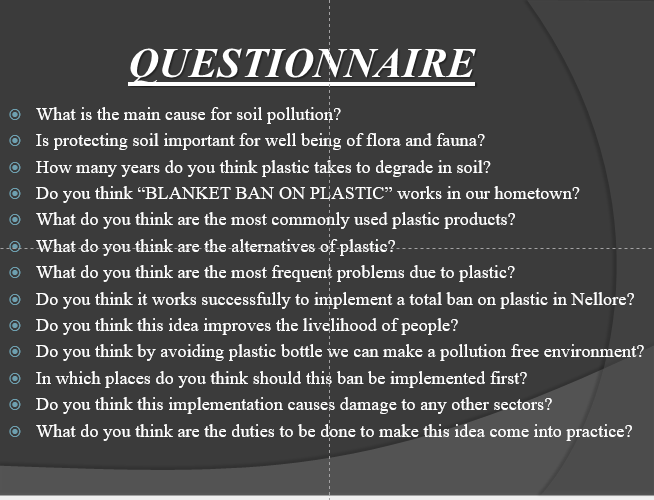 QUESTIONNAIRE
What is the main cause for soil pollution?
Is protecting soil important for well being of flora and fauna?
How many years do you think plastic takes to degrade in soil?
Do you think “BLANKET BAN ON PLASTIC” works in our hometown?
What do you think are the most commonly used plastic products?
What do you think are the alternatives of plastic?
What do you think are the most frequent problems due to plastic?
Do you think it works successfully to implement a total ban on plastic in Nellore?
Do you think this idea improves the livelihood of people?
Do you think by avoiding plastic bottle we can make a pollution free environment?
In which places do you think should this ban be implemented first?
Do you think this implementation causes damage to any other sectors?
What do you think are the duties to be done to make this idea come into practice?